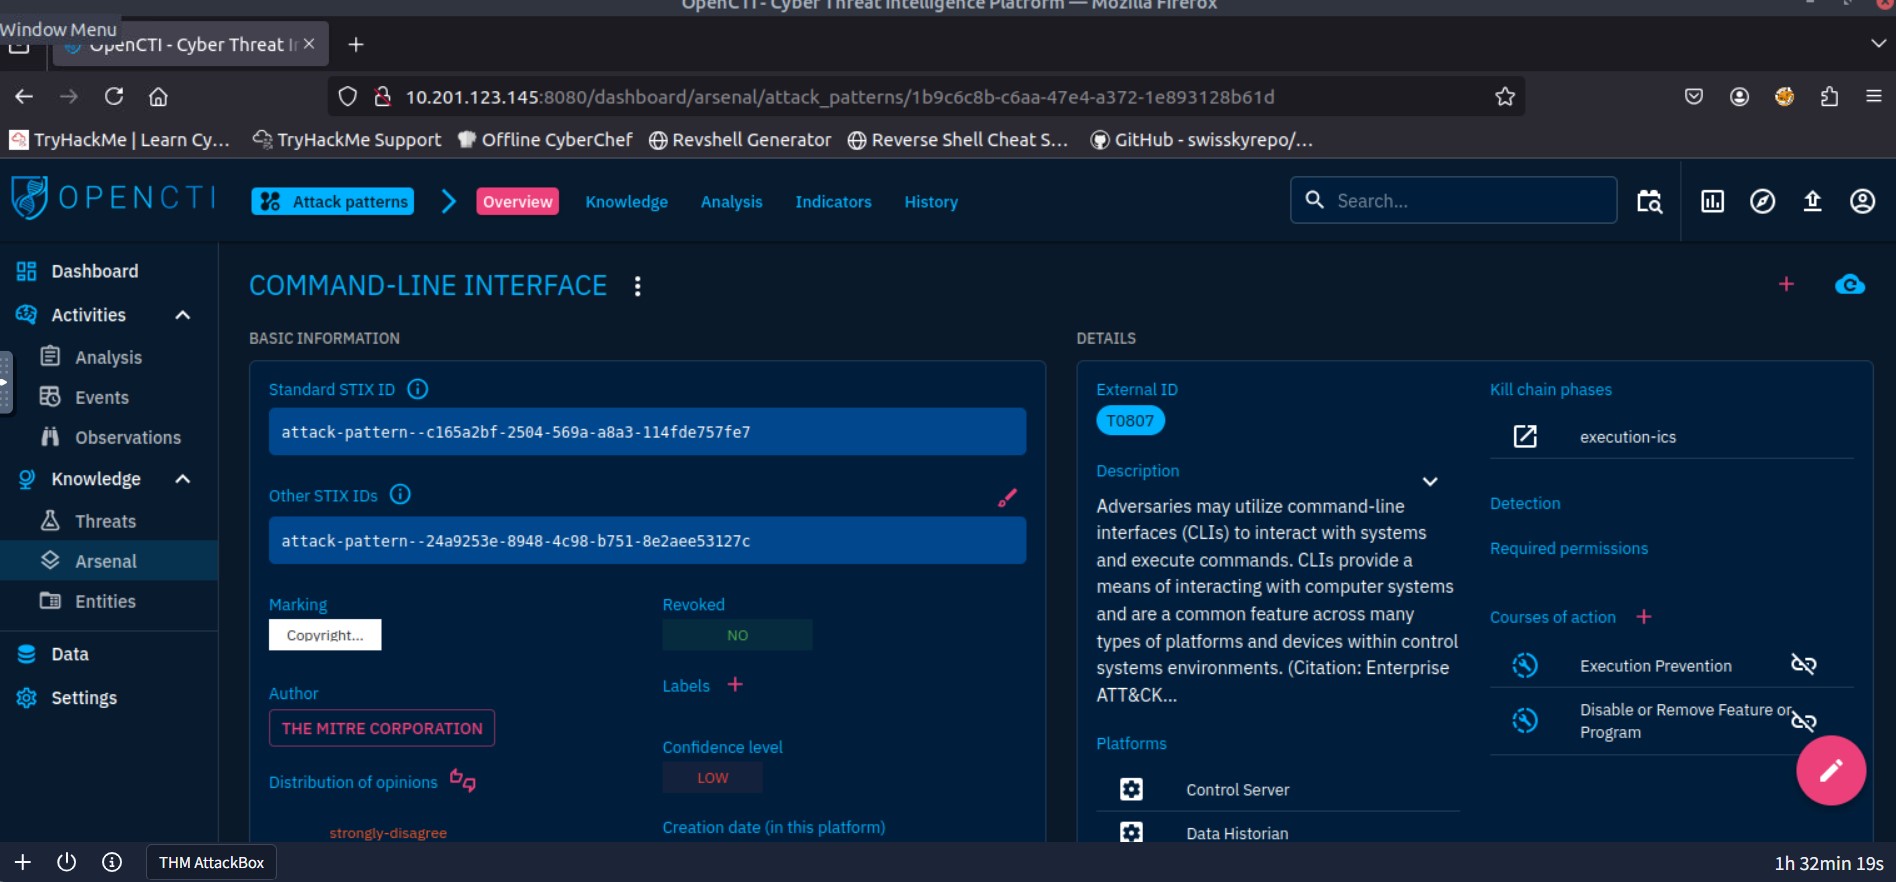 OpenCTI - Cyber Threat Intelligence Platform — Mozilla Firefox
Window Menu
OpenCTI - Cyber Threat In
10.201.123.145:8080/dashboard/arsenal/attack_patterns/1b9c6c8b-c6aa-47e4-a372-1e893128b61d
TryHackMe | Learn Cy... TryHackMe Support Offline CyberChef Revshell Generator Reverse Shell Cheat S... GitHub - swisskyrepo/...
OPENCTI Attack patterns Overview Knowledge Analysis Indicators History Search...
Dashboard
Activities
Analysis
Events
Observations
Knowledge
Threats
Arsenal
Entities
Data
Settings
COMMAND-LINE INTERFACE
BASIC INFORMATION
Standard STIX ID
attack-pattern--c165a2bf-2504-569a-a8a3-114fde757fe7
Other STIX IDs
attack-pattern--24a9253e-8948-4c98-b751-8e2aee53127c
Marking
Copyright...
Author
THE MITRE CORPORATION
Distribution of opinions
strongly-disagree
Revoked
NO
Labels
Confidence level
LOW
Creation date (in this platform)
DETAILS
External ID
T0807
Description
Adversaries may utilize command-line
interfaces (CLIs) to interact with systems
and execute commands. CLIs provide a
means of interacting with computer systems
and are a common feature across many
types of platforms and devices within control
systems environments. (Citation: Enterprise
ATT&CK...
Platforms
Control Server
Data Historian
Kill chain phases
execution-ics
Detection
Required permissions
Courses of action
Execution Prevention
Disable or Remove Feature or
Program
THM AttackBox
1h 32min 19s